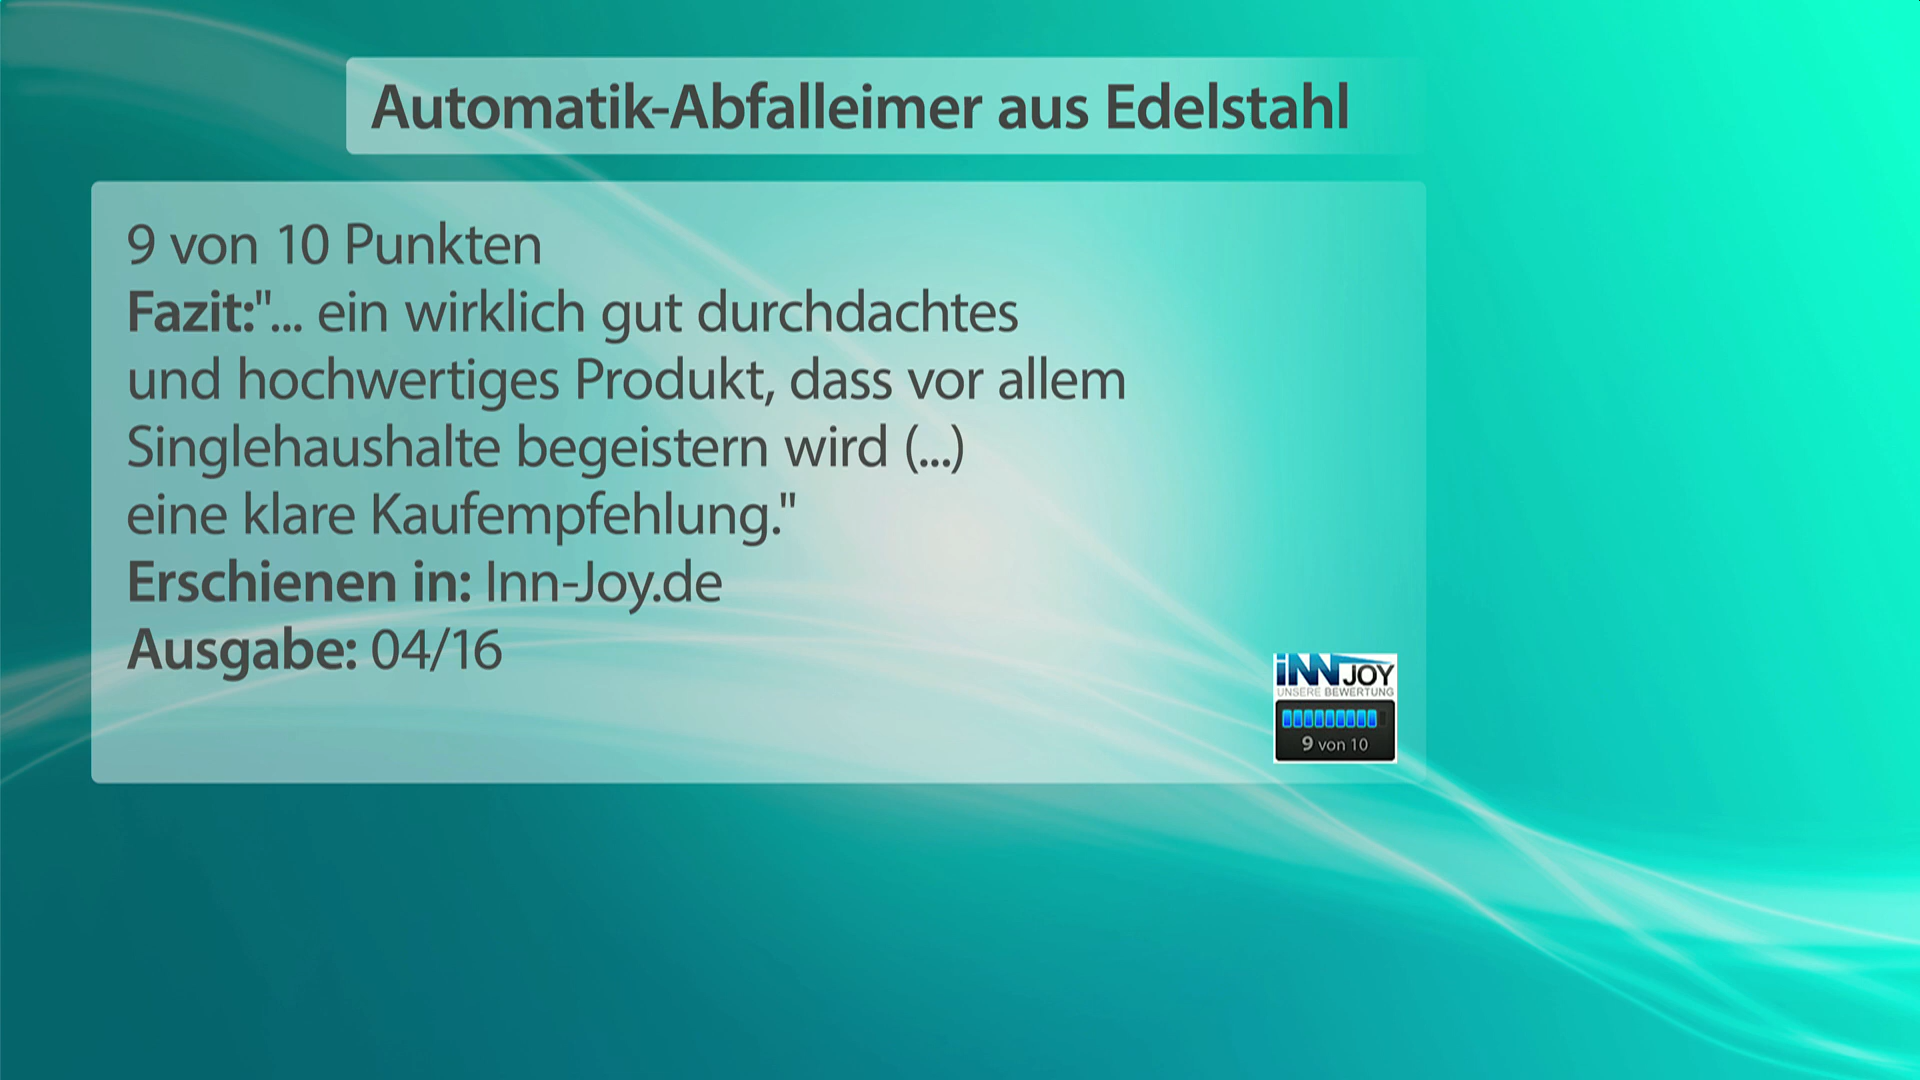 Automatik-Abfalleimer aus Edelstahl
9 von 10 Punkten
Fazit:"... ein wirklich gut durchdachtes
und hochwertiges Produkt, dass vor allem
Singlehaushalte begeistern wird (...)
eine klare Kaufempfehlung."
Erschienen in: Inn-Joy.de
Ausgabe: 04/16
iNNJOY
UNSERE BEWERTUNG
9 von 10